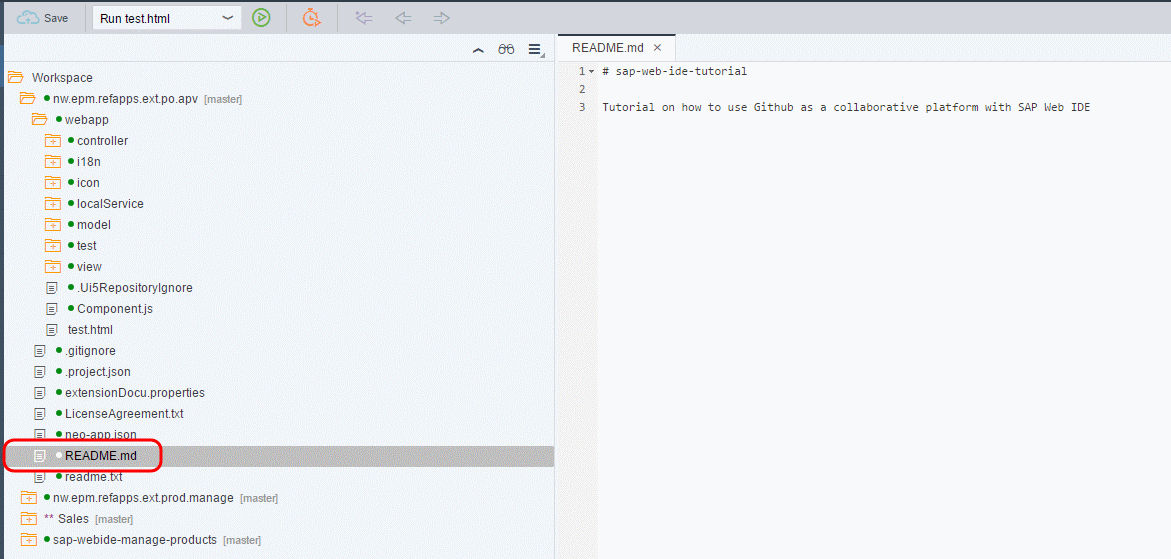 Save
Run test.html
README.md ×
1 # sap-web-ide-tutorial
2
3 Tutorial on how to use Github as a collaborative platform with SAP Web IDE
Workspace
nw.epm.refapps.ext.po.apv [master]
webapp
controller
i18n
icon
localService
model
test
view
.Ui5RepositoryIgnore
Component.js
test.html
.gitignore
.project.json
extensionDocu.properties
LicenseAgreement.txt
neo-app.json
README.md
readme.txt
nw.epm.refapps.ext.prod.manage [master]
** Sales [master]
sap-webide-manage-products [master]